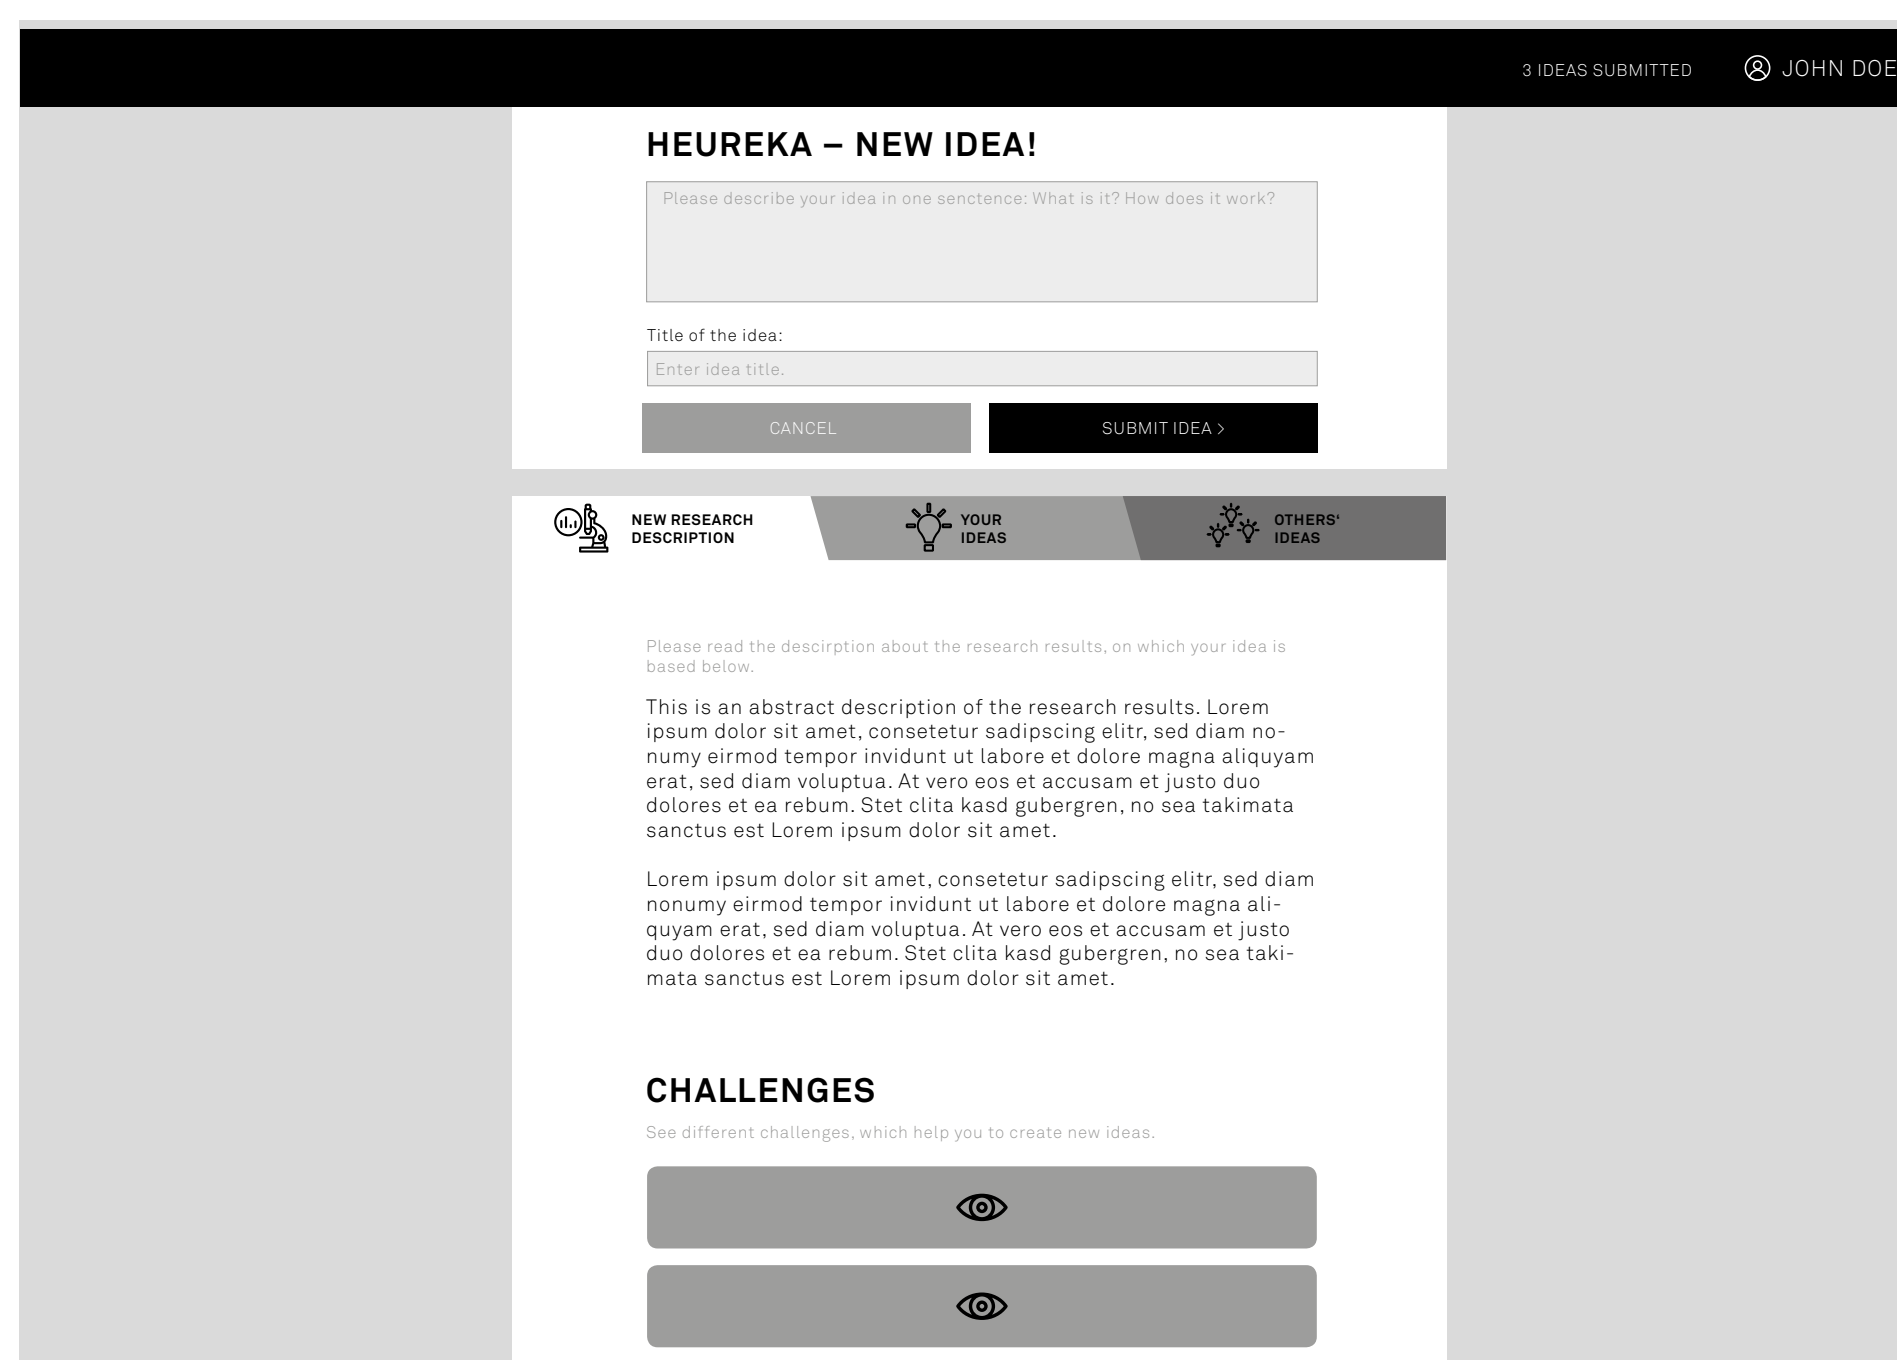 3 IDEAS SUBMITTED
JOHN DOE
HEUREKA – NEW IDEA!
Please describe your idea in one senctence: What is it? How does it work?
Title of the idea:
Enter idea title.
CANCEL
SUBMIT IDEA >
NEW RESEARCH
DESCRIPTION
YOUR
IDEAS
OTHERS‘
IDEAS
Please read the descirption about the research results, on which your idea is
based below.
This is an abstract description of the research results. Lorem
ipsum dolor sit amet, consetetur sadipscing elitr, sed diam no-
numy eirmod tempor invidunt ut labore et dolore magna aliquyam
erat, sed diam voluptua. At vero eos et accusam et justo duo
dolores et ea rebum. Stet clita kasd gubergren, no sea takimata
sanctus est Lorem ipsum dolor sit amet.
Lorem ipsum dolor sit amet, consetetur sadipscing elitr, sed diam
nonumy eirmod tempor invidunt ut labore et dolore magna ali-
quyam erat, sed diam voluptua. At vero eos et accusam et justo
duo dolores et ea rebum. Stet clita kasd gubergren, no sea taki-
mata sanctus est Lorem ipsum dolor sit amet.
CHALLENGES
See different challenges, which help you to create new ideas.